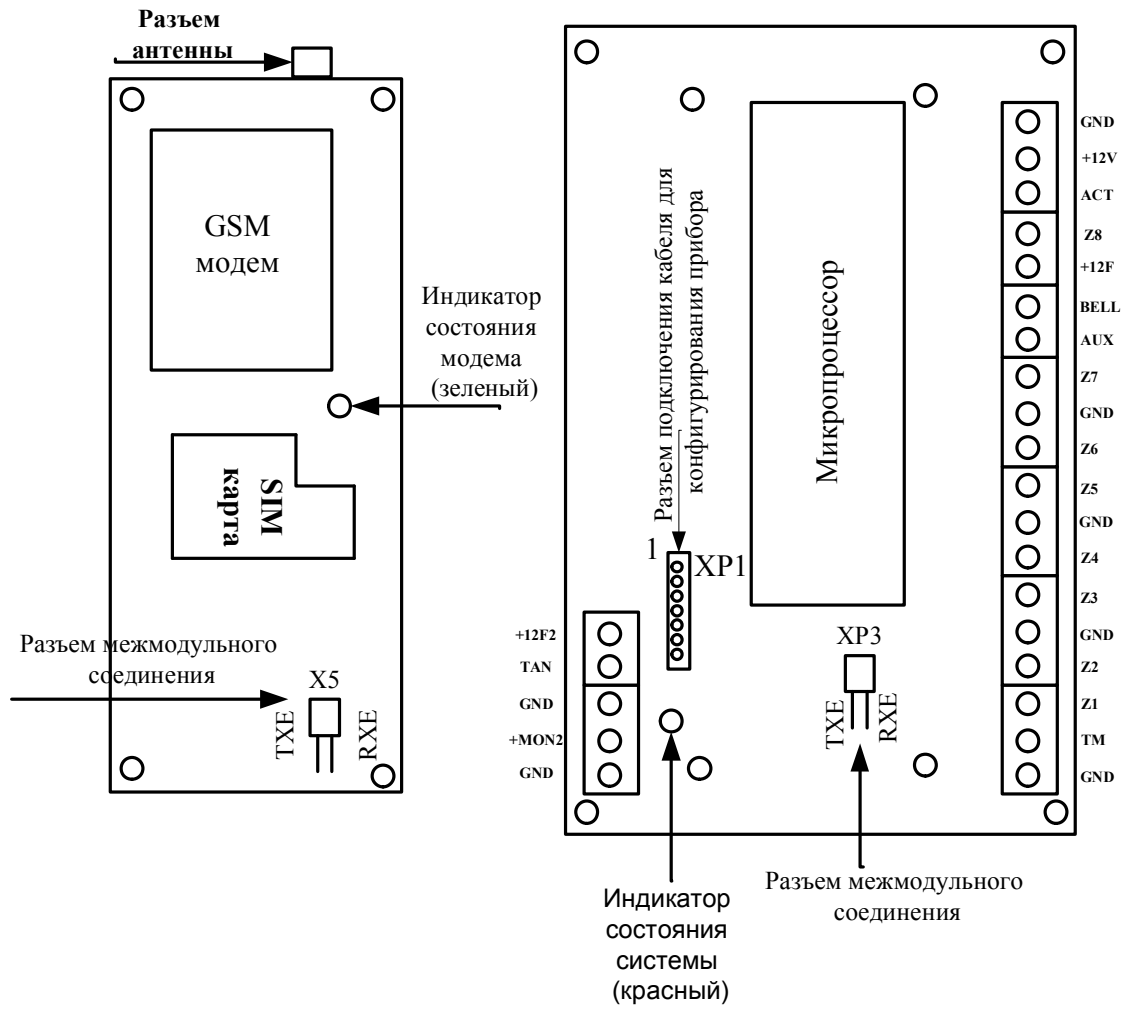 Разъем
антенны
GSM
модем
Индикатор
состояния
модема
(зеленый)
SIM
карта
Разъем межмодульного
соединения
X5
TXE
RXE
Разъем подключения кабеля для
конфигурирования прибора
1
XP1
Микропроцессор
XP3
TXE
RXE
+12F2
TAN
GND
+MON2
GND
GND
+12V
ACT
Z8
+12F
BELL
AUX
Z7
GND
Z6
Z5
GND
Z4
Z3
GND
Z2
Z1
TM
GND
Индикатор
состояния
системы
(красный)
Разъем межмодульного
соединения